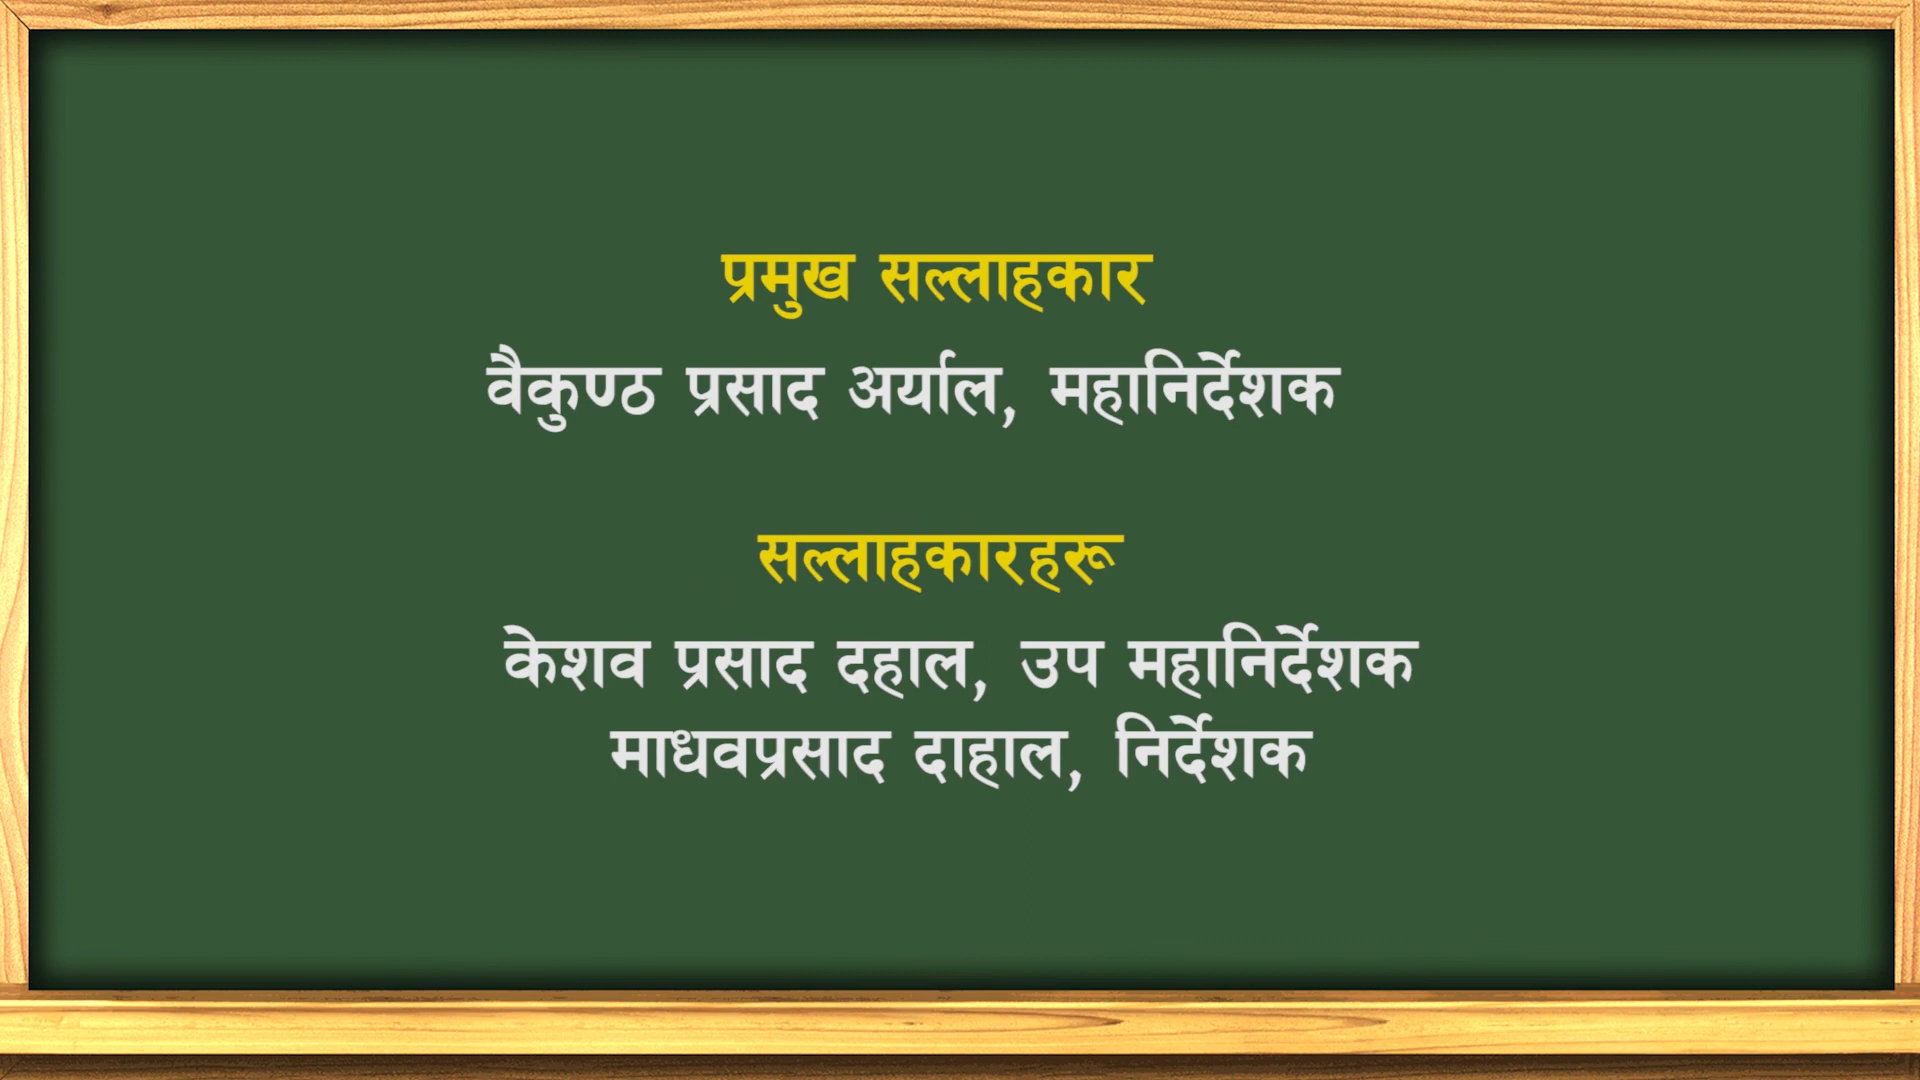 प्रमुख सल्लाहकार
वैकुण्ठ प्रसाद अर्याल, महानिर्देशक
सल्लाहकारहरू
केशव प्रसाद दहाल, उप महानिर्देशक
माधवप्रसाद दाहाल, निर्देशक